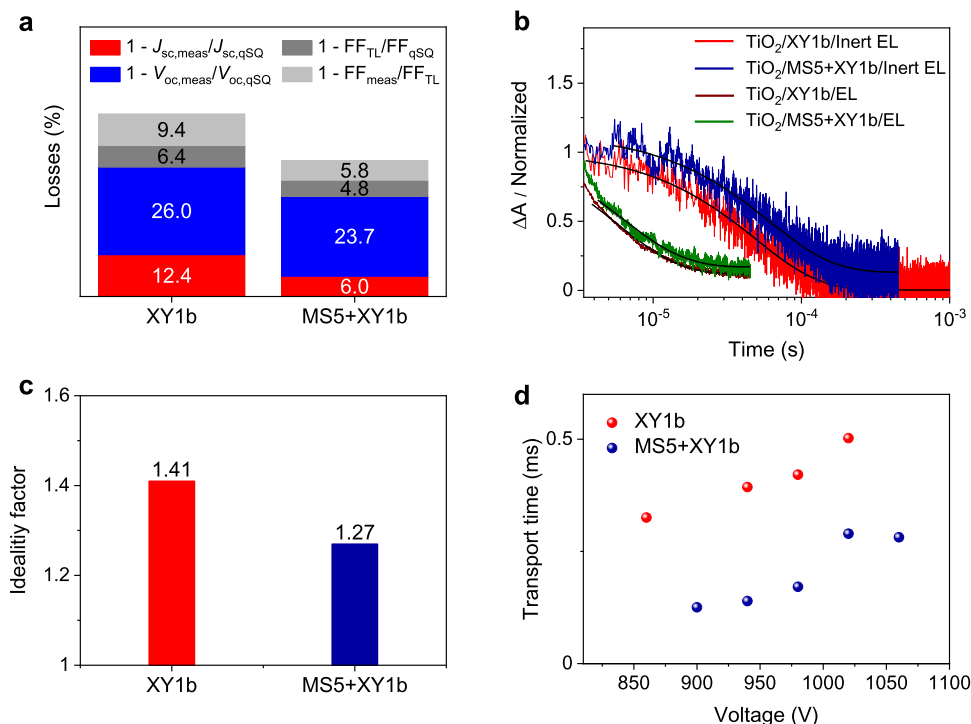 a
1 - Jsc,meas/Jsc,qSQ
1 - FFTL/FFqSQ
1 - Voc,meas/Voc,qSQ
1 - FFmeas/FFTL
Losses (%)
9.4
6.4
26.0
12.4
5.8
4.8
23.7
6.0
XY1b
MS5+XY1b
b
TiO2/XY1b/Inert EL
TiO2/MS5+XY1b/Inert EL
TiO2/XY1b/EL
TiO2/MS5+XY1b/EL
ΔA / Normalized
1.5
1
0.5
0
10-5
10-4
10-3
Time (s)
c
Idealitiy factor
1.6
1.4
1.2
1
1.41
1.27
XY1b
MS5+XY1b
d
XY1b
MS5+XY1b
Transport time (ms)
0.5
0
850
900
950
1000
1050
1100
Voltage (V)